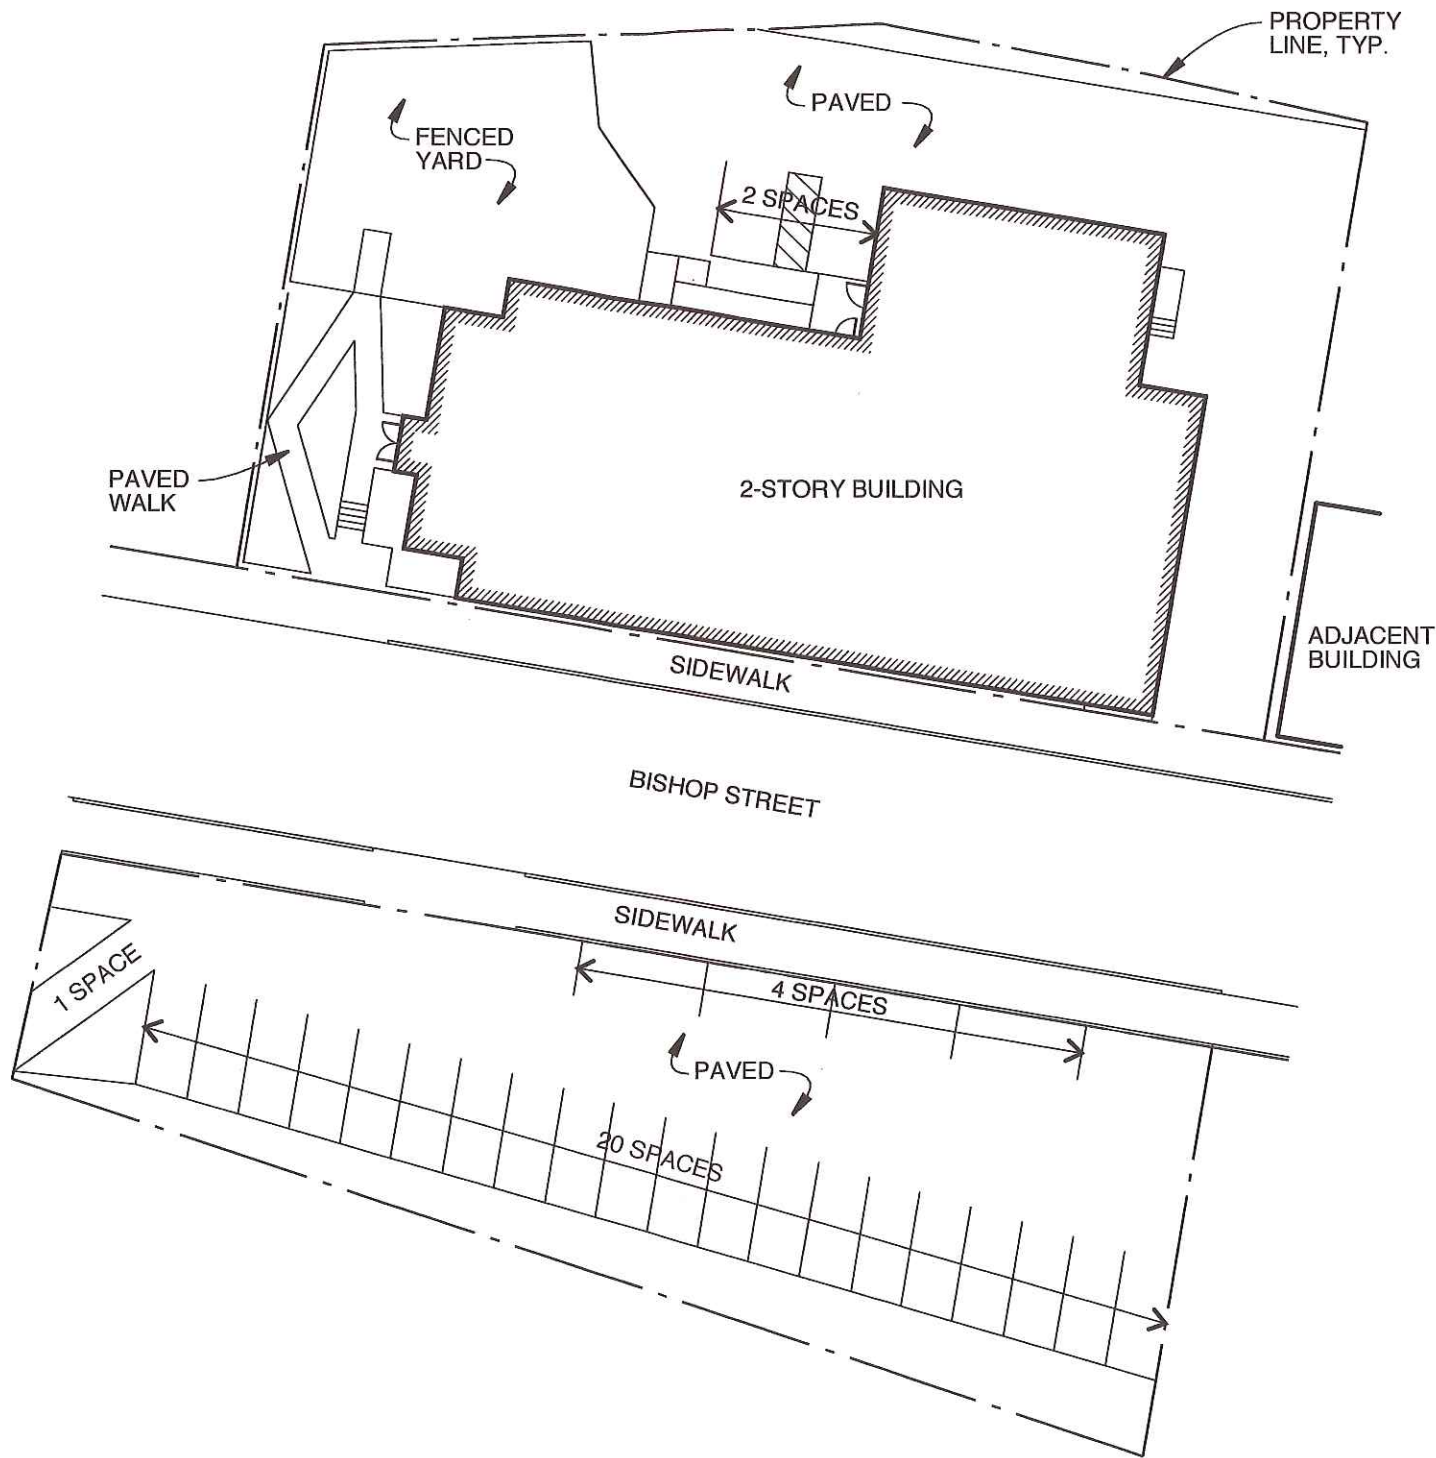 PROPERTY
LINE, TYP.
PAVED
FENCED
YARD
2 SPACES
PAVED
WALK
2-STORY BUILDING
ADJACENT
BUILDING
SIDEWALK
BISHOP STREET
SIDEWALK
1 SPACE
4 SPACES
PAVED
20 SPACES